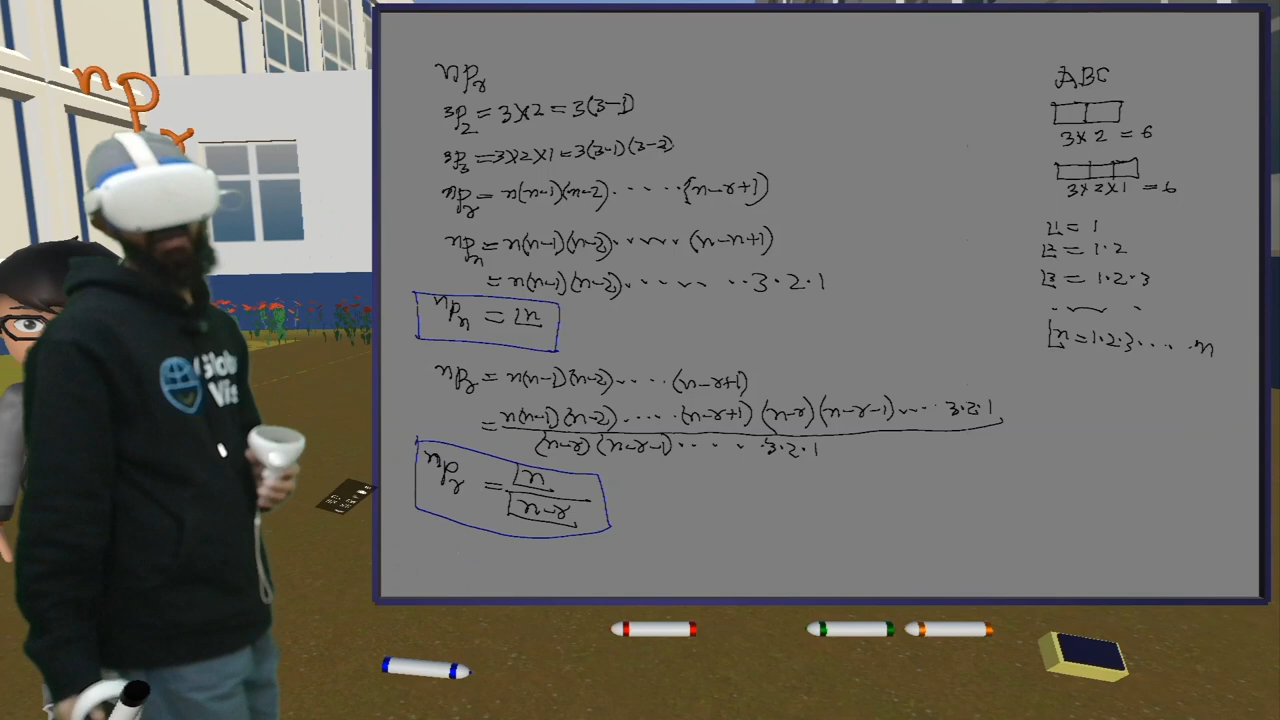 nPr
nPr
³P₂ = 3×2 = 3(3-1)
³P₃ = 3×2×1 = 3(3-1)(3-2)
ⁿPr = n(n-1)(n-2)......(n-r+1)
ⁿPn = n(n-1)(n-2)......(n-n+1)
= n(n-1)(n-2)........3·2·1
ⁿPn = |n
ⁿPr = n(n-1)(n-2).....(n-r+1)
= n(n-1)(n-2).....(n-r+1)(n-r)(n-r-1).....3·2·1
(n-r)(n-r-1).....3·2·1
ⁿPr = |n
|n-r
ABC
3×2 = 6
3×2×1 = 6
|1 = 1
|2 = 1·2
|3 = 1·2·3
|n = 1·2·3.....n
Glob
Vis